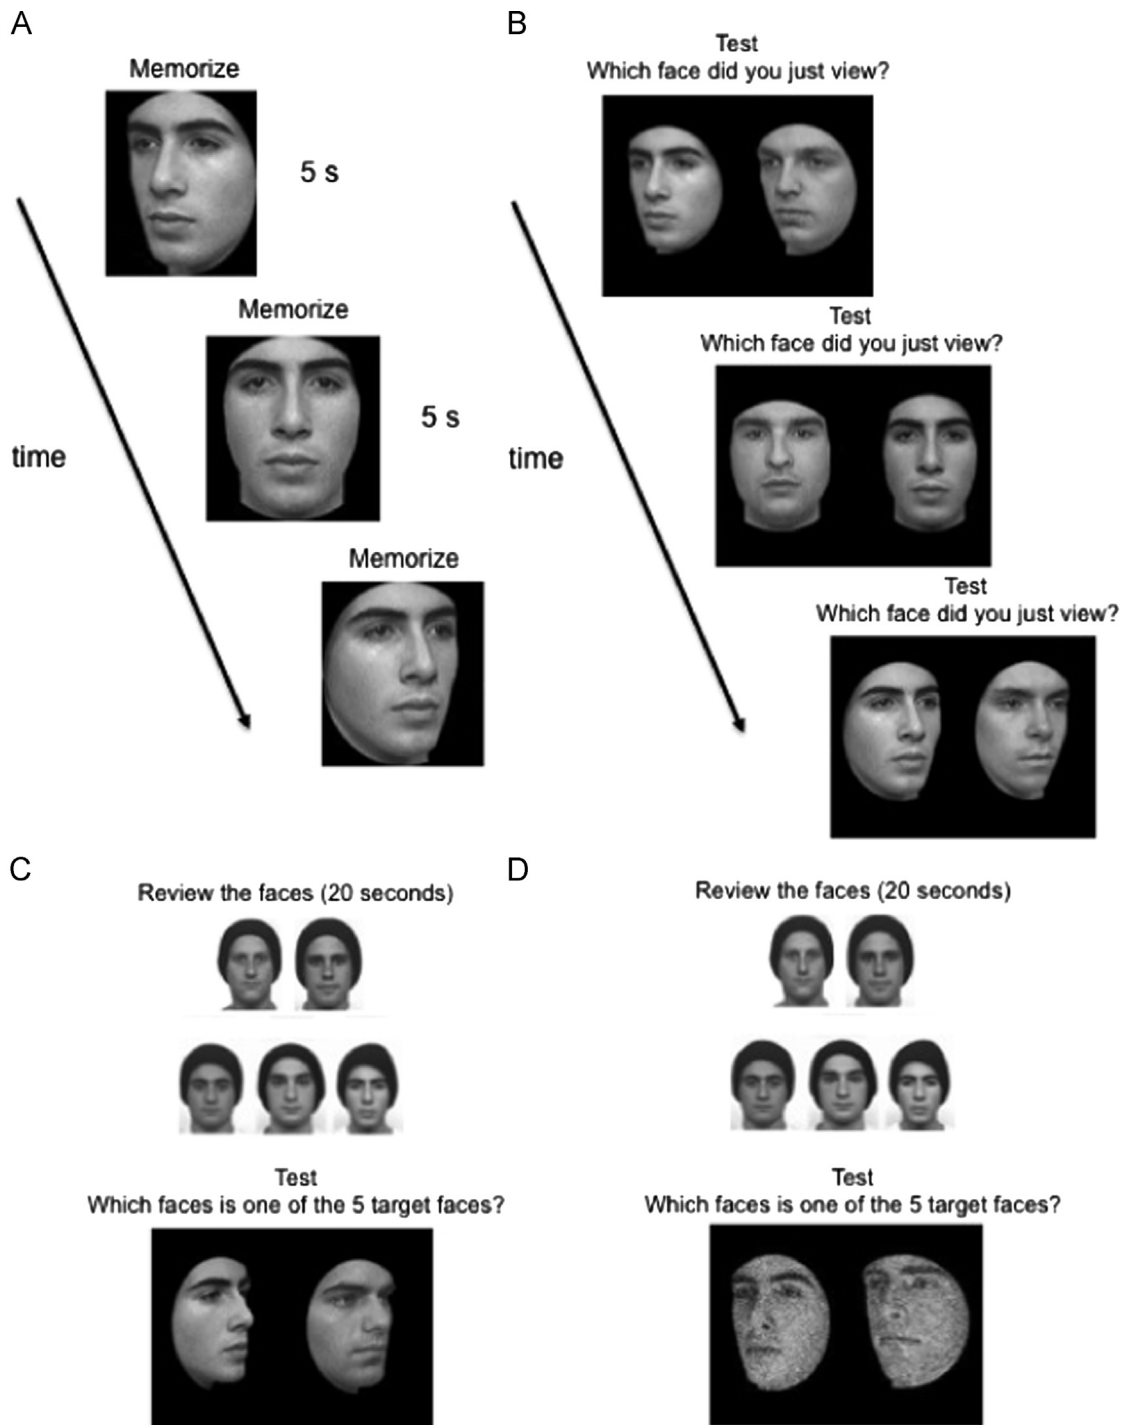 A
Memorize
5 s
Memorize
5 s
time
Memorize
B
Test
Which face did you just view?
Test
Which face did you just view?
time
Test
Which face did you just view?
C
Review the faces (20 seconds)
Test
Which faces is one of the 5 target faces?
D
Review the faces (20 seconds)
Test
Which faces is one of the 5 target faces?